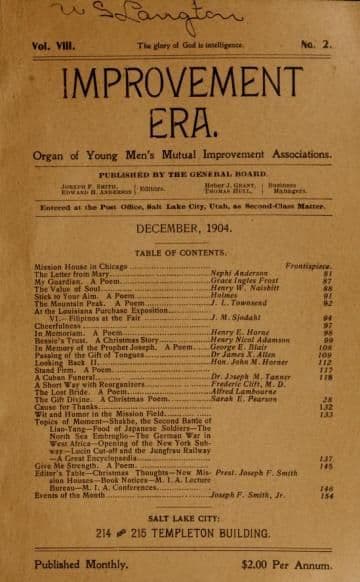 W S Langton
Vol. VIII. The glory of God is intelligence. No. 2.
IMPROVEMENT
ERA.
Organ of Young Men's Mutual Improvement Associations.
PUBLISHED BY THE GENERAL BOARD.
JOSEPH F. SMITH, EDWARD H. ANDERSON } Editors. Heber J. GRANT, THOMAS HULL, } Business Managers.
Entered at the Post Office, Salt Lake City, Utah, as Second-Class Matter.
DECEMBER, 1904.
TABLE OF CONTENTS.
Mission House in Chicago Frontispiece.
The Letter from Mary Nephi Anderson 81
My Guardian. A Poem Grace Ingles Frost 87
The Value of Soul Henry W. Naisbitt 88
Stick to Your Aim. A Poem Holmes 91
The Mountain Peak. A Poem J. L. Townsend 92
At the Louisiana Purchase Exposition
VI.—Filipinos at the Fair J. M. Sjodahl 94
Cheerfulness 97
In Memoriam. A Poem Henry E. Horne 98
Bessie's Trust. A Christmas Story Henry Nicol Adamson 99
In Memory of the Prophet Joseph. A Poem George E. Blair 108
Passing of the Gift of Tongues Dr James X. Allen 109
Looking Back II. Hon. John M. Horner 112
Stand Firm. A Poem 117
A Cuban Funeral Dr. Joseph M. Tanner 118
A Short Way with Reorganizers Frederic Clift, M. D.
The Lost Bride. A Poem Alfred Lambourne
The Gift Divine. A Christmas Poem. Sarah E. Pearson 28
Cause for Thanks 132
Wit and Humor in the Mission Field 133
Topics of Moment—Shakhe, the Second Battle of
Liao-Yang—Food of Japanese Soldiers—The
North Sea Embroglio—The German War in
West Africa—Opening of the New York Sub-
way—Lucin Cut-off and the Jungfrau Railway
—A Great Encyclopaedia 137
Give Me Strength. A Poem 145
Editor's Table—Christmas Thoughts—New Mis- Prest. Joseph F. Smith
sion Houses—Book Notices—M. I. A. Lecture
Bureau—M. I. A. Conferences 146
Events of the Month Joseph F. Smith, Jr. 154
SALT LAKE CITY:
214 AND 215 TEMPLETON BUILDING.
Published Monthly. $2.00 Per Annum.